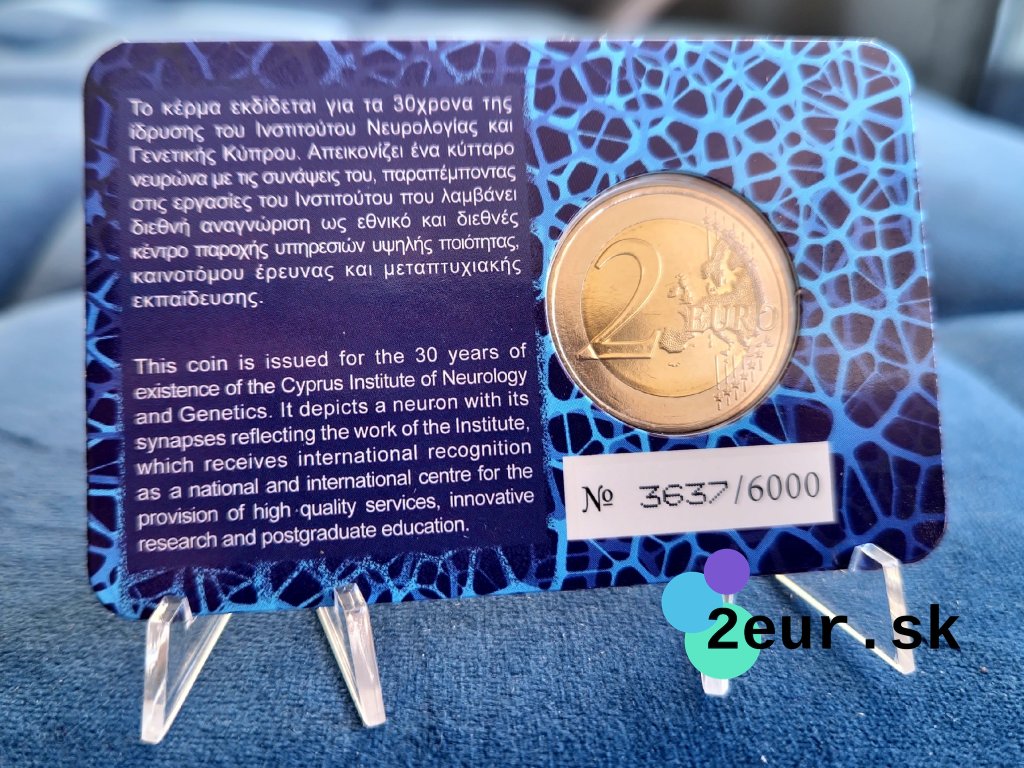 Το κέρμα εκδίδεται για τα 30χρονα της
ίδρυσης του Ινστιτούτου Νευρολογίας και
Γενετικής Κύπρου. Απεικονίζει ένα κύτταρο
νευρώνα με τις συνάψεις του, παραπέμποντας
στις εργασίες του Ινστιτούτου που λαμβάνει
διεθνή αναγνώριση ως εθνικό και διεθνές
κέντρο παροχής υπηρεσιών υψηλής ποιότητας,
καινοτόμου έρευνας και μεταπτυχιακής
εκπαίδευσης.
This coin is issued for the 30 years of
existence of the Cyprus Institute of Neurology
and Genetics. It depicts a neuron with its
synapses reflecting the work of the Institute,
which receives international recognition
as a national and international centre for the
provision of high quality services, innovative
research and postgraduate education.
2 EURO
№ 3637/6000
2eur.sk